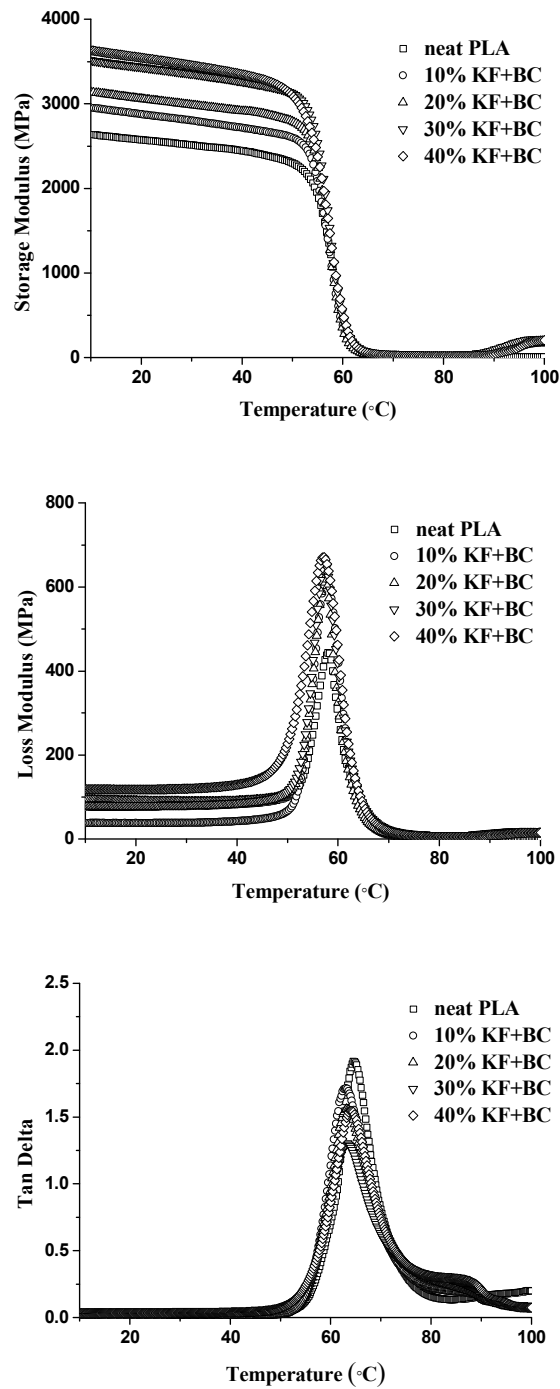 4000
3000
2000
1000
0
Storage Modulus (MPa)
neat PLA
10% KF+BC
20% KF+BC
30% KF+BC
40% KF+BC
20 40 60 80 100
Temperature (°C)
800
600
400
200
0
Loss Modulus (MPa)
neat PLA
10% KF+BC
20% KF+BC
30% KF+BC
40% KF+BC
20 40 60 80 100
Temperature (°C)
2.5
2.0
1.5
1.0
0.5
0.0
Tan Delta
neat PLA
10% KF+BC
20% KF+BC
30% KF+BC
40% KF+BC
20 40 60 80 100
Temperature (°C)